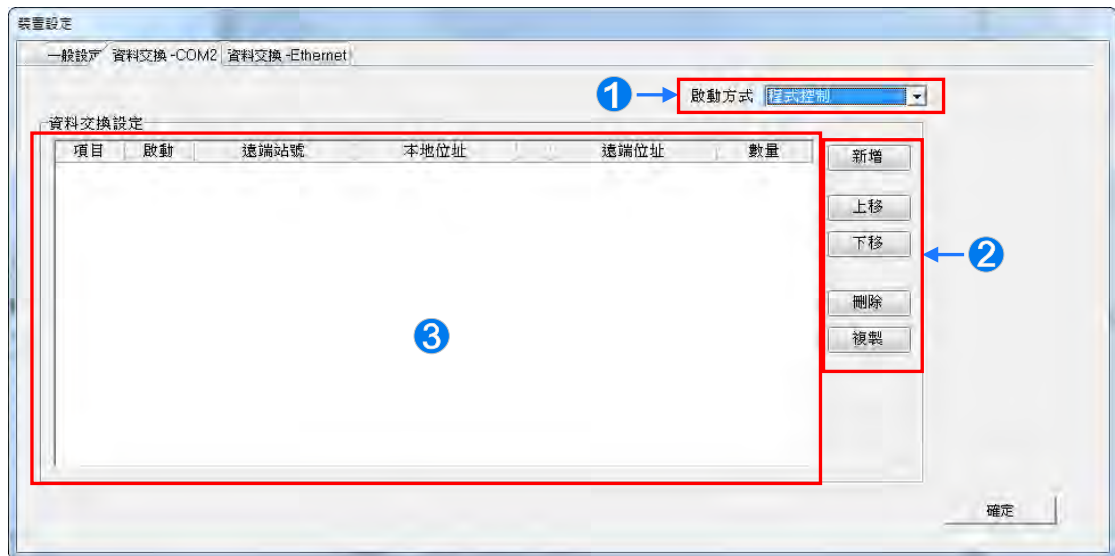 裝置設定
一般設定 資料交換 -COM2 資料交換 -Ethernet
1 啟動方式 程式控制
資料交換設定
項目 啟動 遠端站號 本地位址 遠端位址 數量
新增
上移
下移
2
刪除
3
複製
確定